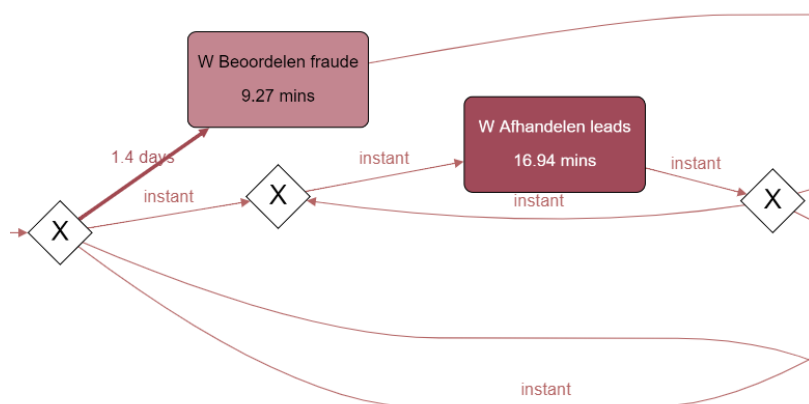 W Beoordelen fraude
9.27 mins
W Afhandelen leads
16.94 mins
1.4 days
instant
instant
instant
instant
X
X
X
instant